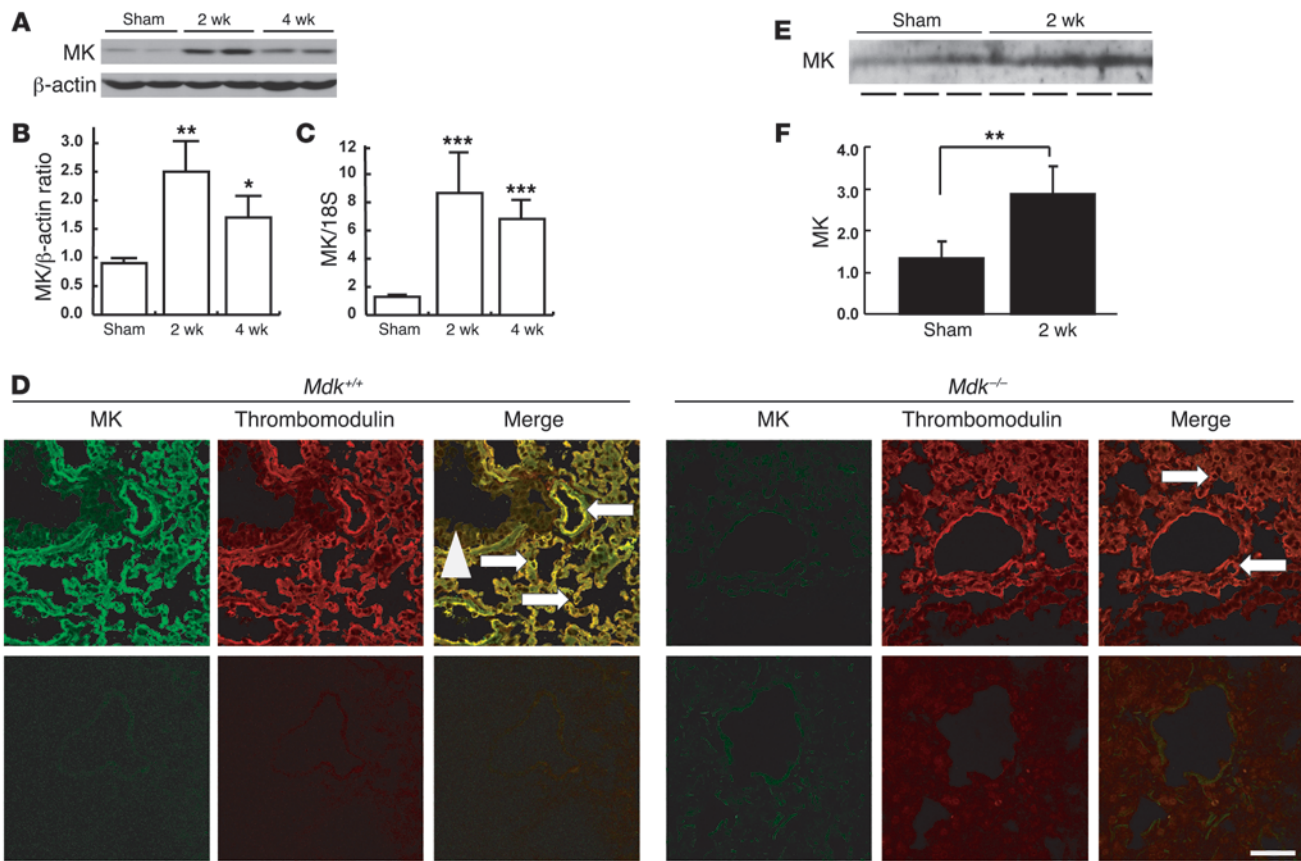 A
Sham 2 wk 4 wk
MK
β-actin
B
MK/β-actin ratio
3.0
2.5
2.0
1.5
1.0
0.5
0.0
**
*
Sham 2 wk 4 wk
C
MK/18S
12
10
8
6
4
2
0
***
***
Sham 2 wk 4 wk
E
Sham 2 wk
MK
F
MK
4.0
3.0
2.0
1.0
0.0
**
Sham 2 wk
D
Mdk+/+ Mdk–/–
MK Thrombomodulin Merge MK Thrombomodulin Merge